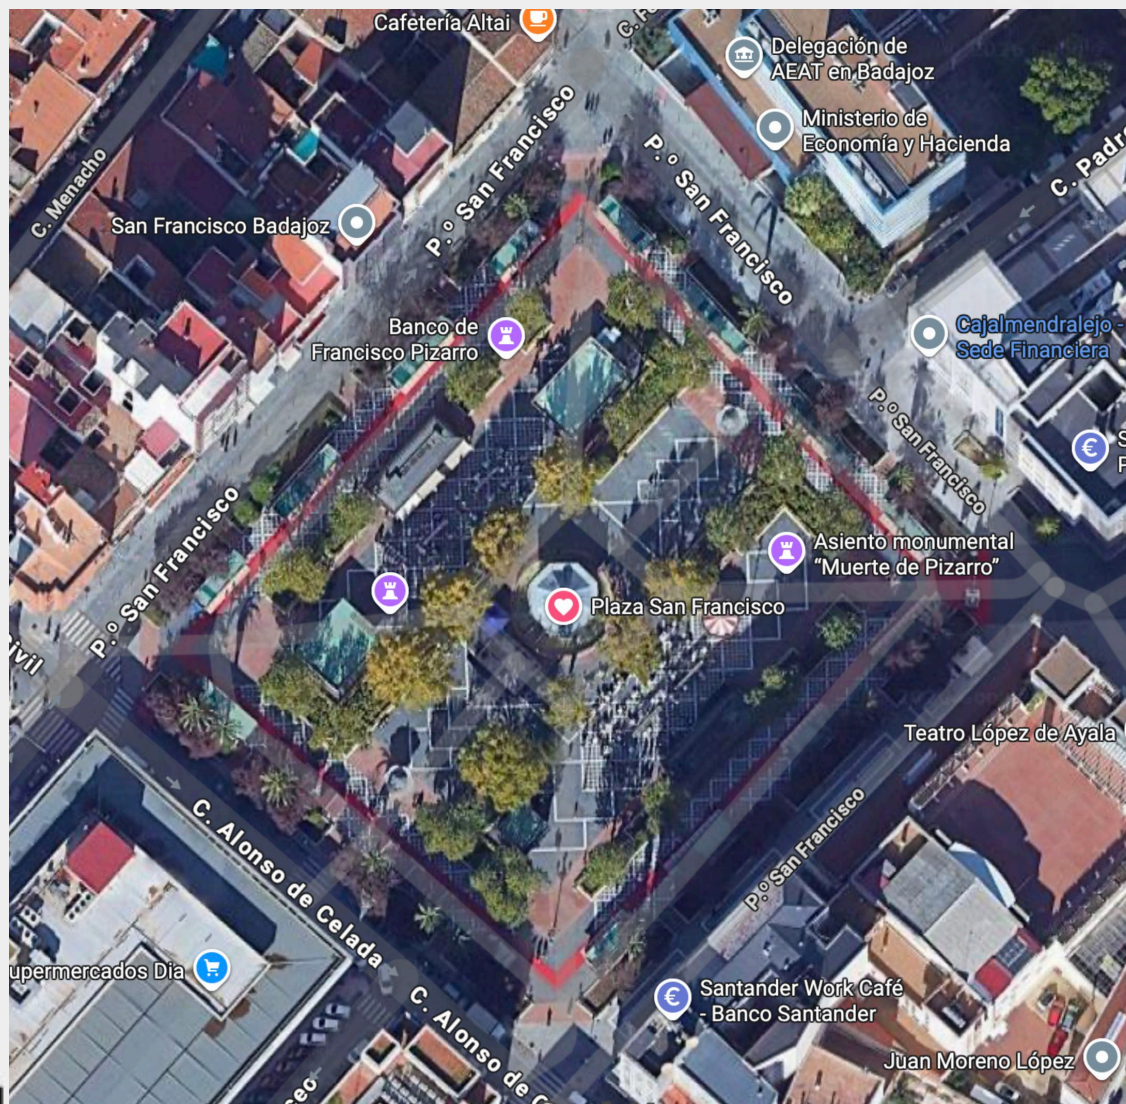 Cafetería Altai
C. Fe
Delegación de
AEAT en Badajoz
Ministerio de
Economía y Hacienda
C. Padre
P.º San Francisco
P.º San Francisco
C. Menacho
San Francisco Badajoz
Banco de
Francisco Pizarro
Cajalmendralejo -
Sede Financiera
P.º San Francisco
S
F
P.º San Francisco
Asiento monumental
“Muerte de Pizarro”
Plaza San Francisco
ivil
Teatro López de Ayala
C. Alonso de Celada
P.º San Francisco
upermercados Dia
Santander Work Café
- Banco Santander
C. Alonso de C
Juan Moreno López
seo